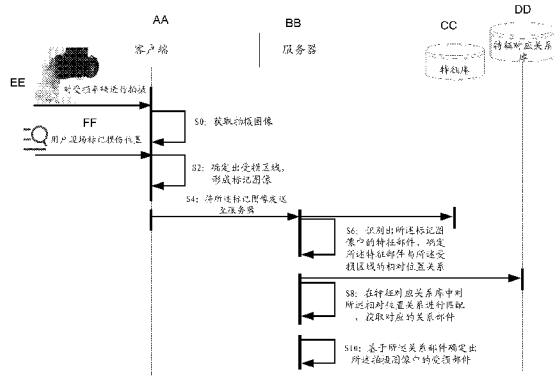 AA
BB
CC
DD
客户端
服务器
特征库
特征对应关系
库
EE
对受损车辆进行拍摄
S0：获取拍摄图像
FF
用户现场标记损伤位置
S2：确定出受损区域，
形成标记图像
S4：将所述标记图像发送
至服务器
S6：识别出所述标记图
像中的特征部件，确定
所述特征部件与所述受
损区域的相对位置关系
S8：在特征对应关系库中对
所述相对位置关系进行匹配
，获取对应的关系部件
S10：基于所述关系部件确定出
所述拍摄图像中的受损部件